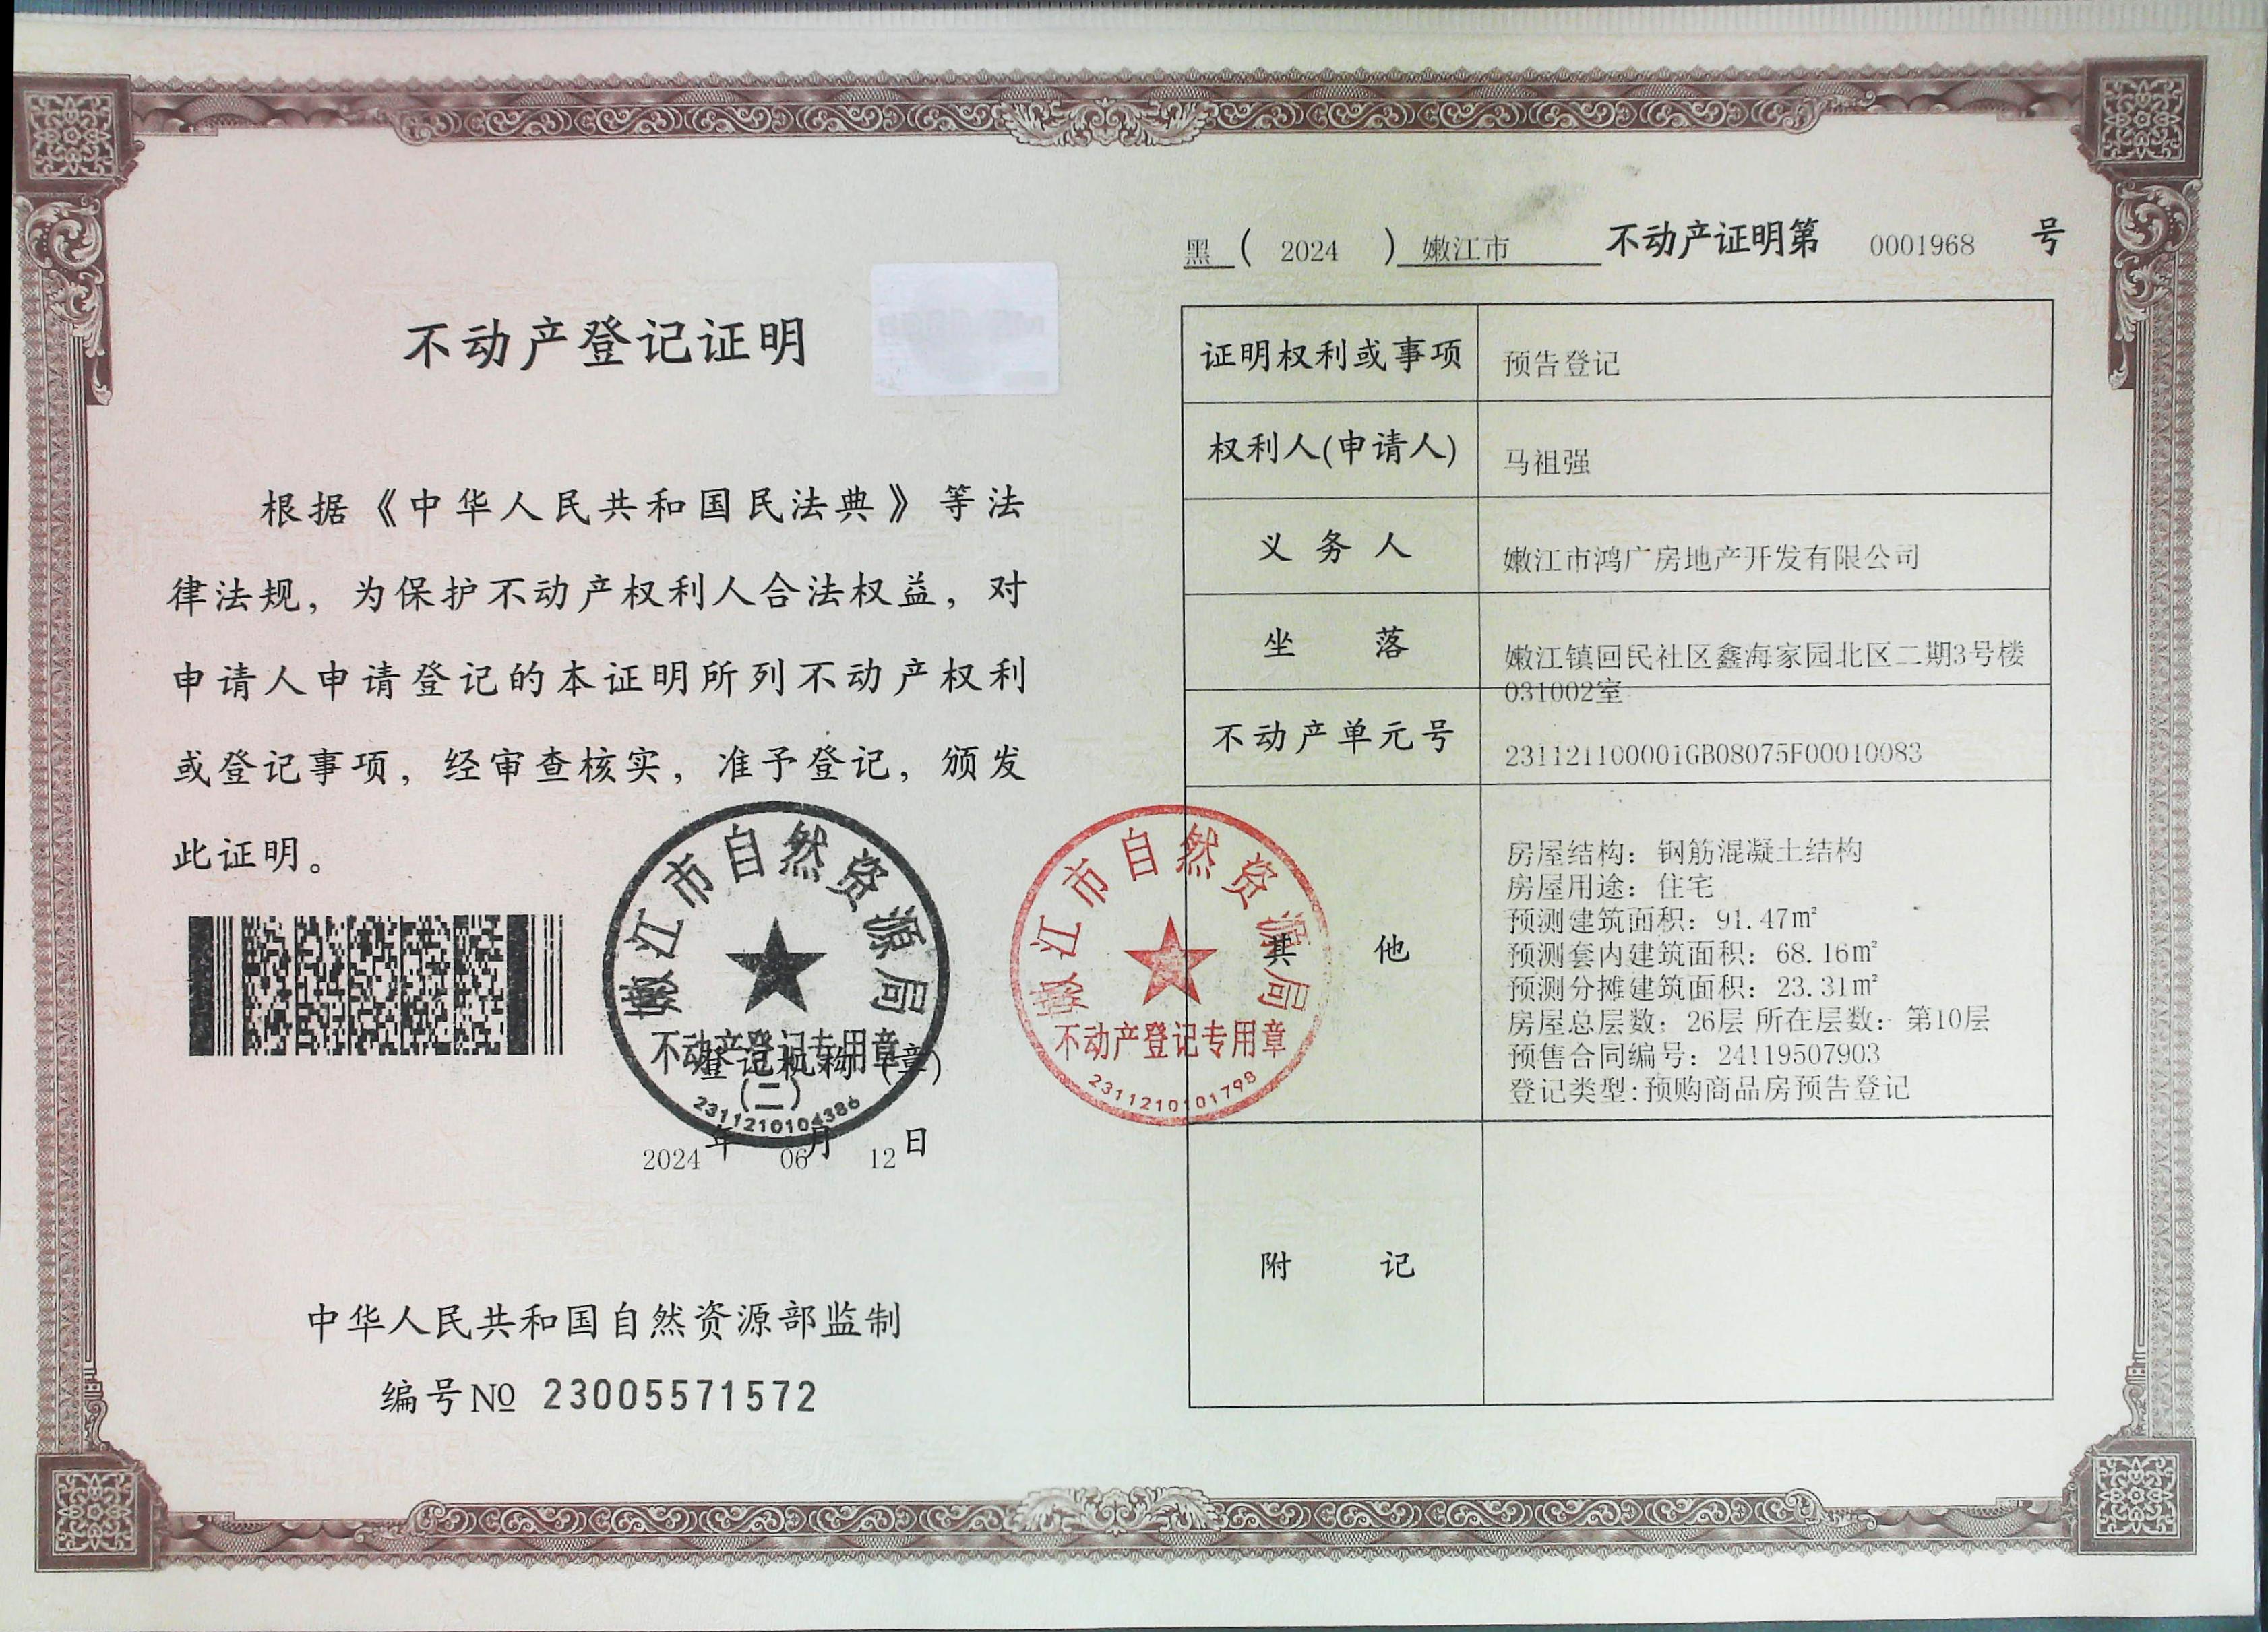 不动产登记证明
根据《中华人民共和国民法典》等法
律法规，为保护不动产权利人合法权益，对
申请人申请登记的本证明所列不动产权利
或登记事项，经审查核实，准予登记，颁发
此证明。
嫩江市自然资源局
不动产登记专用章
(二)
2311210104386
登记机构（章）
2024年06月12日
中华人民共和国自然资源部监制
编号№ 23005571572
黑（2024）嫩江市 不动产证明第 0001968 号
证明权利或事项 预告登记
权利人(申请人) 马祖强
义务人 嫩江市鸿广房地产开发有限公司
坐落 嫩江镇回民社区鑫海家园北区二期3号楼
031002室
不动产单元号 231121100001GB08075F00010083
其他
房屋结构：钢筋混凝土结构
房屋用途：住宅
预测建筑面积：91.47㎡
预测套内建筑面积：68.16㎡
预测分摊建筑面积：23.31㎡
房屋总层数：26层 所在层数：第10层
预售合同编号：24119507903
登记类型:预购商品房预告登记
嫩江市自然资源局
不动产登记专用章
2311210101798
附记